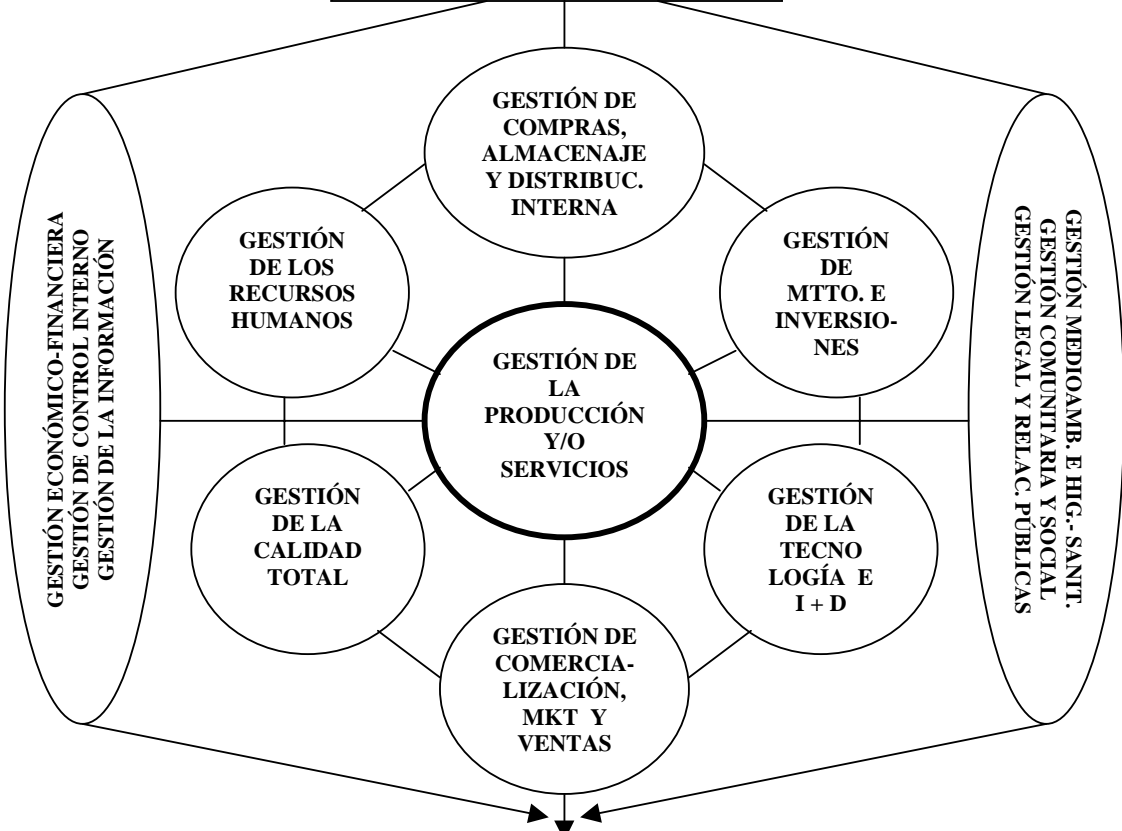 GESTIÓN DE
COMPRAS,
ALMACENAJE
Y DISTRIBUC.
INTERNA
GESTIÓN
DE LOS
RECURSOS
HUMANOS
GESTIÓN
DE
MTTO. E
INVERSIO-
NES
GESTIÓN ECONÓMICO-FINANCIERA
GESTIÓN DE CONTROL INTERNO
GESTIÓN DE LA INFORMACIÓN
GESTIÓN DE
LA
PRODUCCIÓN
Y/O
SERVICIOS
GESTIÓN MEDIOAMB. E HIG.- SANIT.
GESTIÓN COMUNITARIA Y SOCIAL
GESTIÓN LEGAL Y RELAC. PÚBLICAS
GESTIÓN
DE LA
CALIDAD
TOTAL
GESTIÓN
DE LA
TECNO
LOGÍA E
I + D
GESTIÓN DE
COMERCIA-
LIZACIÓN,
MKT Y
VENTAS